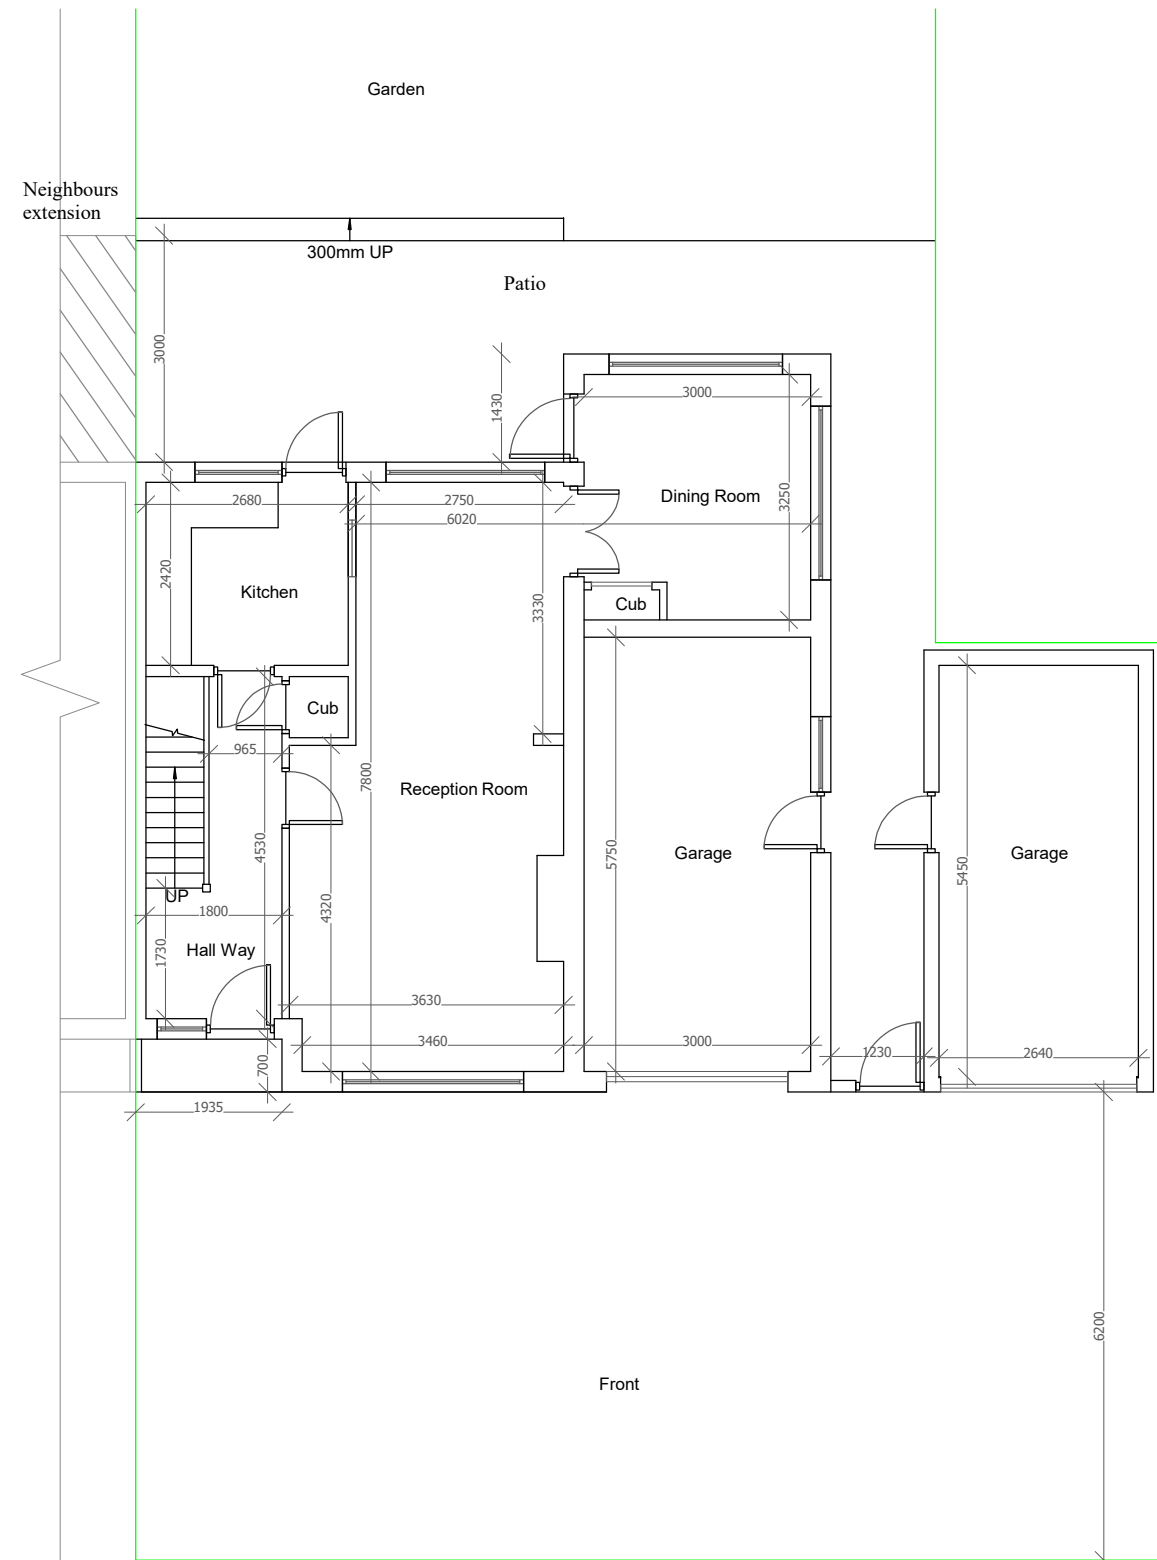 Garden
Neighbours
extension
300mm UP
Patio
3000
1430
3000
Dining Room
2680
2750
6020
3250
2420
Kitchen
3330
Cub
Cub
965
7800
Reception Room
4530
5750
Garage
5450
Garage
UP
4320
1800
1730
Hall Way
3630
3460
3000
1230
2640
700
1935
6200
Front